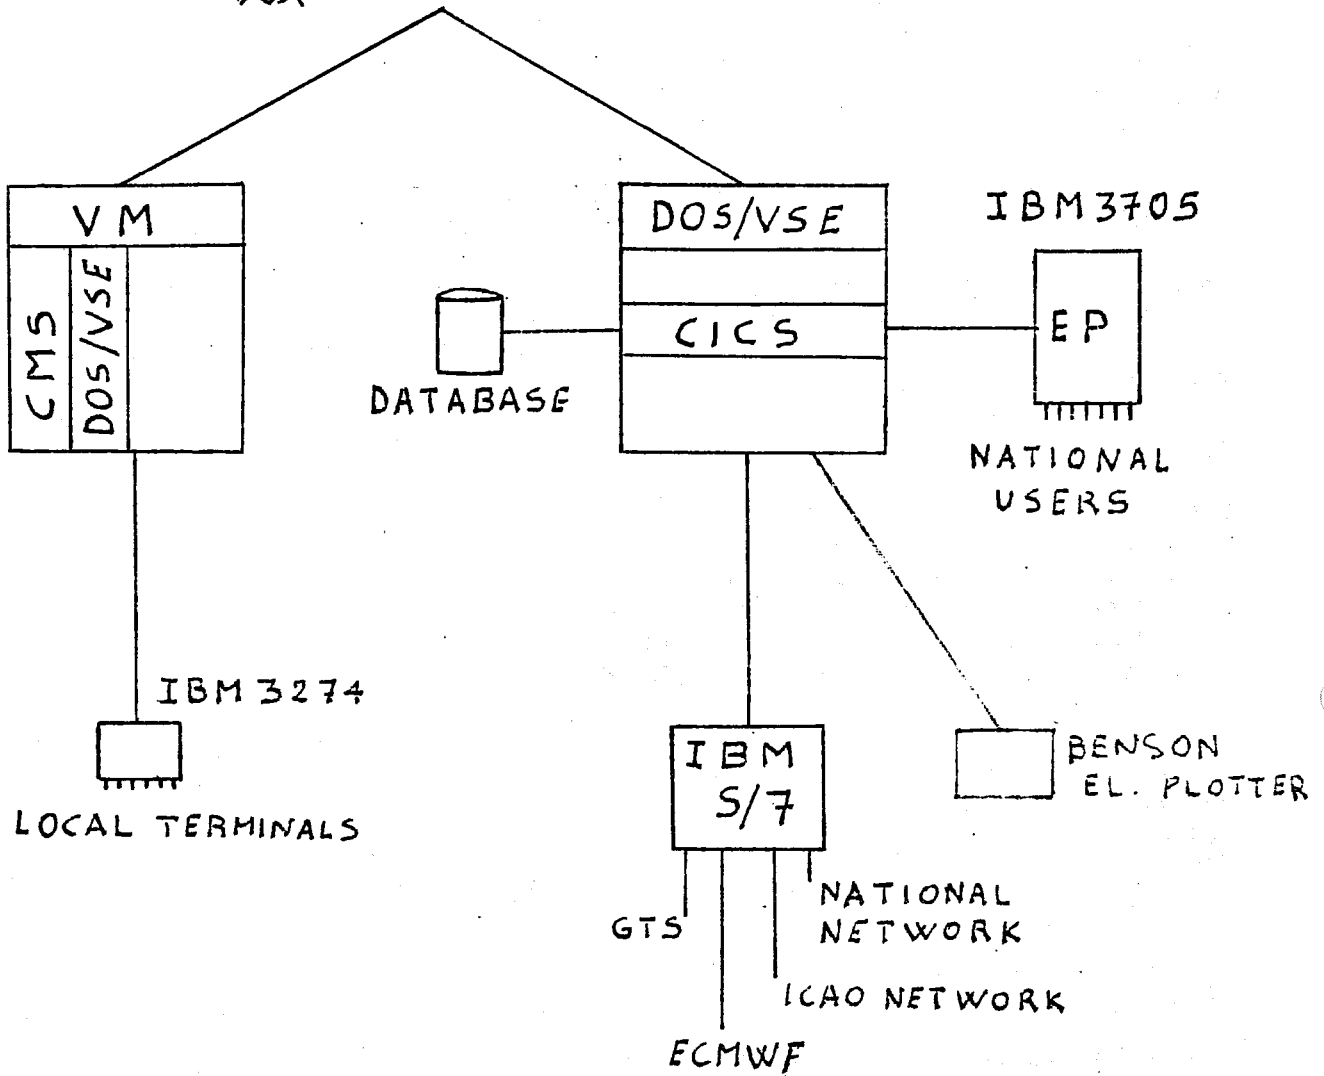 VM
CMS
DOS/VSE
DATABASE
DOS/VSE
CICS
IBM3705
EP
NATIONAL
USERS
IBM 3274
LOCAL TERMINALS
IBM
S/7
BENSON
EL. PLOTTER
GTS
NATIONAL
NETWORK
ICAO NETWORK
ECMWF